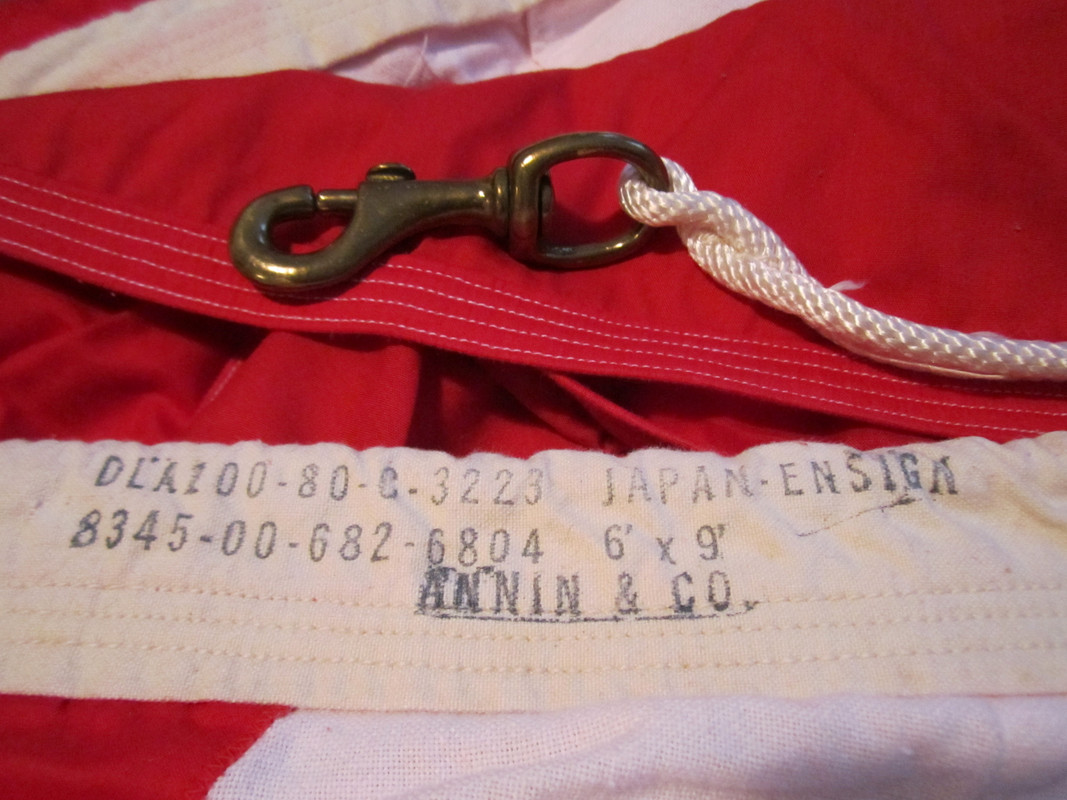 DLA100-80-C-3223 JAPAN-ENSIGN
8345-00-682-6804 6' x 9'
ANNIN & CO.